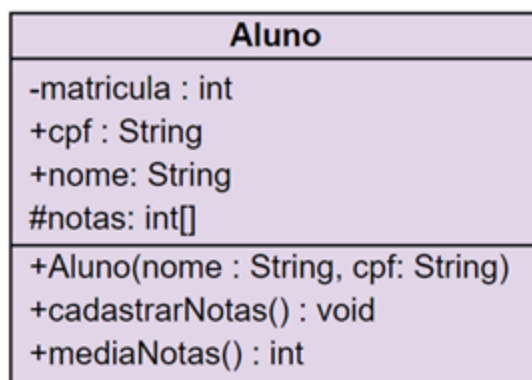 Aluno
-matricula : int
+cpf : String
+nome: String
#notas: int[]
+Aluno(nome : String, cpf: String)
+cadastrarNotas() : void
+mediaNotas() : int